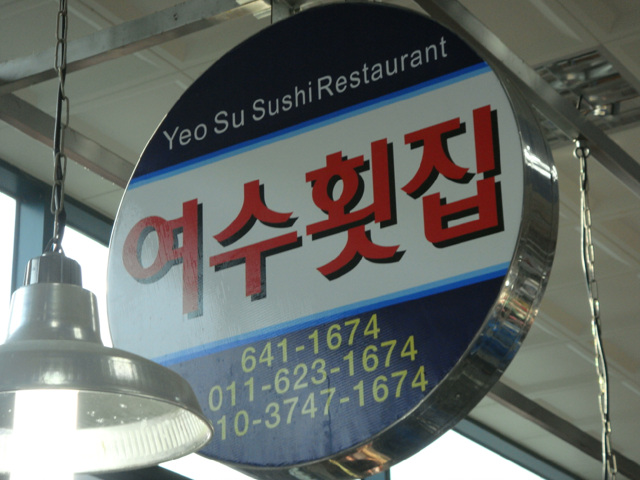 Yeo Su Sushi Restaurant
여수횟집
641-1674
011-623-1674
10-3747-1674